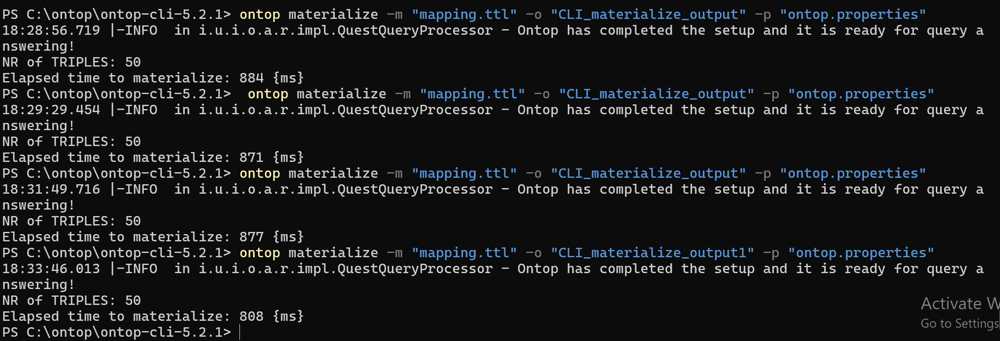 PS C:\ontop\ontop-cli-5.2.1> ontop materialize -m "mapping.ttl" -o "CLI_materialize_output" -p "ontop.properties"
18:28:56.719 |-INFO  in i.u.i.o.a.r.impl.QuestQueryProcessor - Ontop has completed the setup and it is ready for query a
nswering!
NR of TRIPLES: 50
Elapsed time to materialize: 884 {ms}
PS C:\ontop\ontop-cli-5.2.1>  ontop materialize -m "mapping.ttl" -o "CLI_materialize_output" -p "ontop.properties"
18:29:29.454 |-INFO  in i.u.i.o.a.r.impl.QuestQueryProcessor - Ontop has completed the setup and it is ready for query a
nswering!
NR of TRIPLES: 50
Elapsed time to materialize: 871 {ms}
PS C:\ontop\ontop-cli-5.2.1> ontop materialize -m "mapping.ttl" -o "CLI_materialize_output" -p "ontop.properties"
18:31:49.716 |-INFO  in i.u.i.o.a.r.impl.QuestQueryProcessor - Ontop has completed the setup and it is ready for query a
nswering!
NR of TRIPLES: 50
Elapsed time to materialize: 877 {ms}
PS C:\ontop\ontop-cli-5.2.1> ontop materialize -m "mapping.ttl" -o "CLI_materialize_output1" -p "ontop.properties"
18:33:46.013 |-INFO  in i.u.i.o.a.r.impl.QuestQueryProcessor - Ontop has completed the setup and it is ready for query a
nswering!
NR of TRIPLES: 50
Elapsed time to materialize: 808 {ms}
PS C:\ontop\ontop-cli-5.2.1>
Activate W
Go to Settings